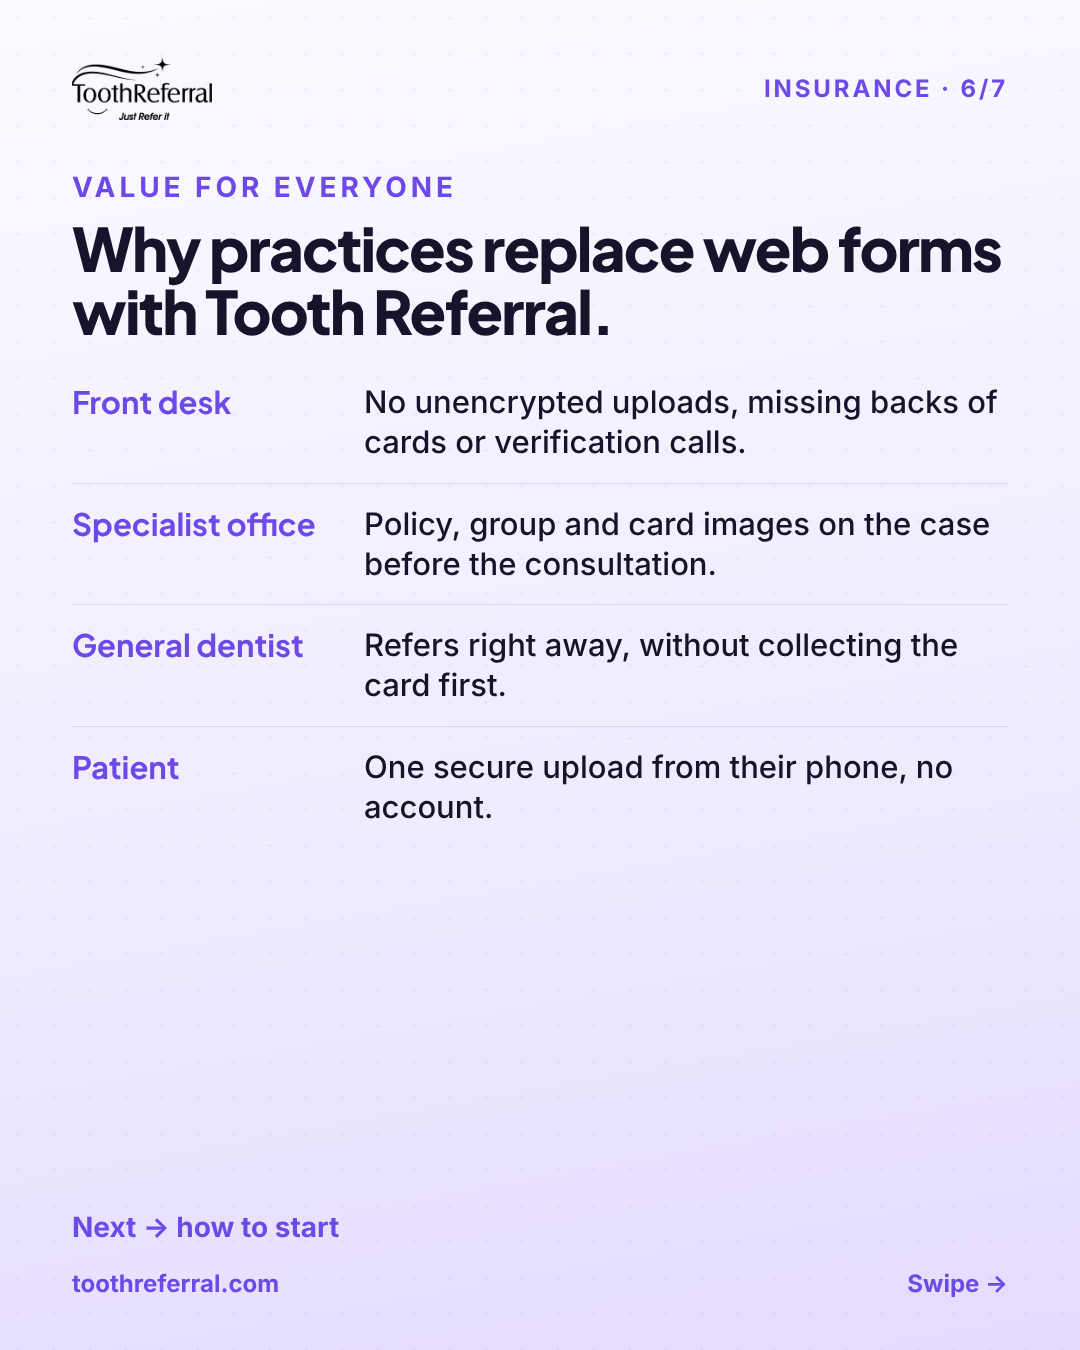 ToothReferral
Just Refer it
INSURANCE · 6/7
VALUE FOR EVERYONE
Why practices replace web forms
with Tooth Referral.
Front desk
No unencrypted uploads, missing backs of
cards or verification calls.
Specialist office
Policy, group and card images on the case
before the consultation.
General dentist
Refers right away, without collecting the
card first.
Patient
One secure upload from their phone, no
account.
Next → how to start
toothreferral.com
Swipe →